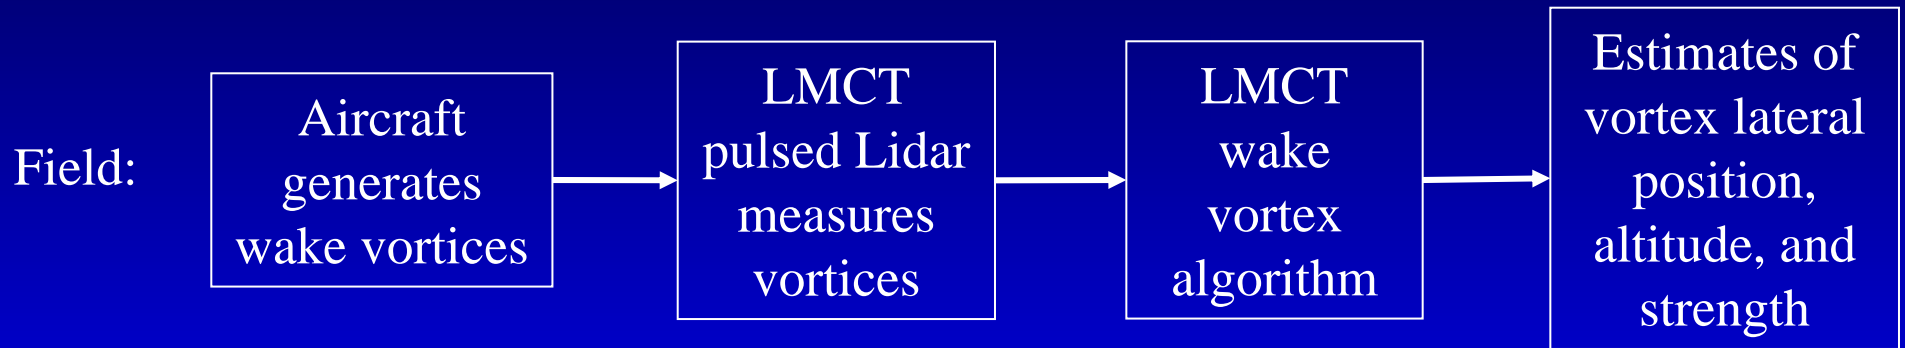 Field:
Aircraft
generates
wake vortices
LMCT
pulsed Lidar
measures
vortices
LMCT
wake
vortex
algorithm
Estimates of
vortex lateral
position,
altitude, and
strength